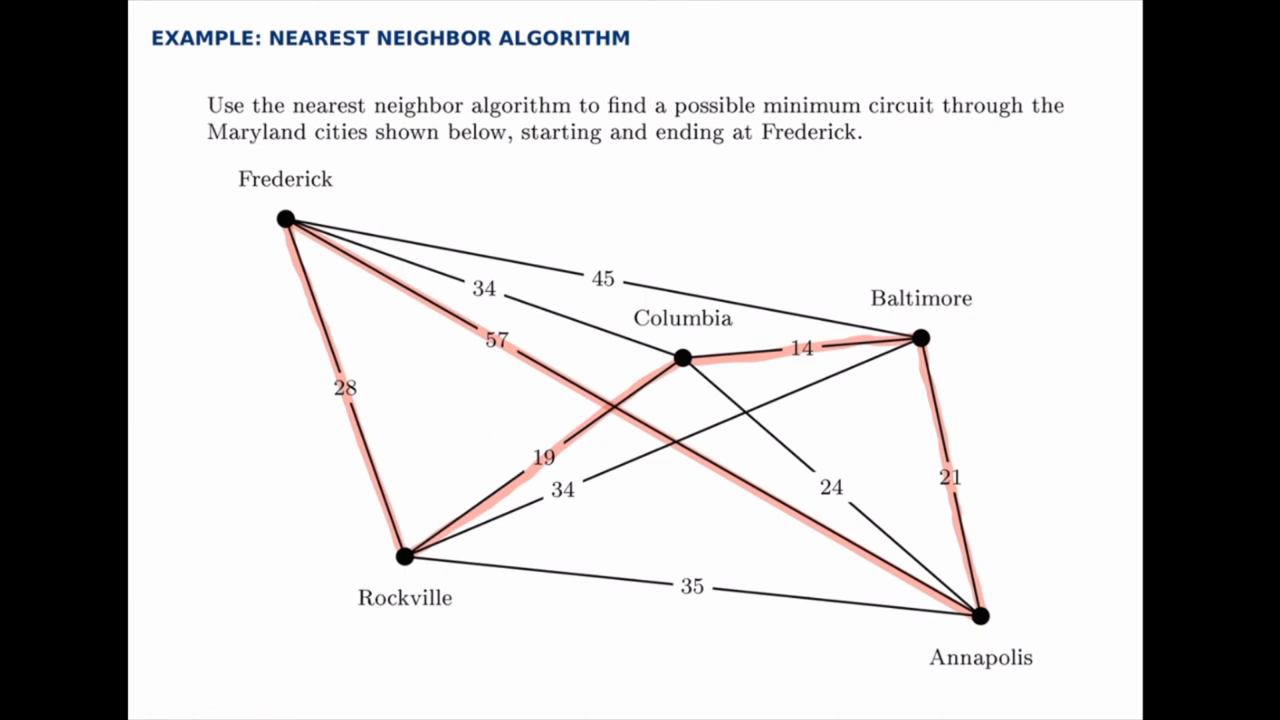 EXAMPLE: NEAREST NEIGHBOR ALGORITHM
Use the nearest neighbor algorithm to find a possible minimum circuit through the
Maryland cities shown below, starting and ending at Frederick.
Frederick
45
34
Baltimore
Columbia
57
14
28
19
21
34
24
35
Rockville
Annapolis